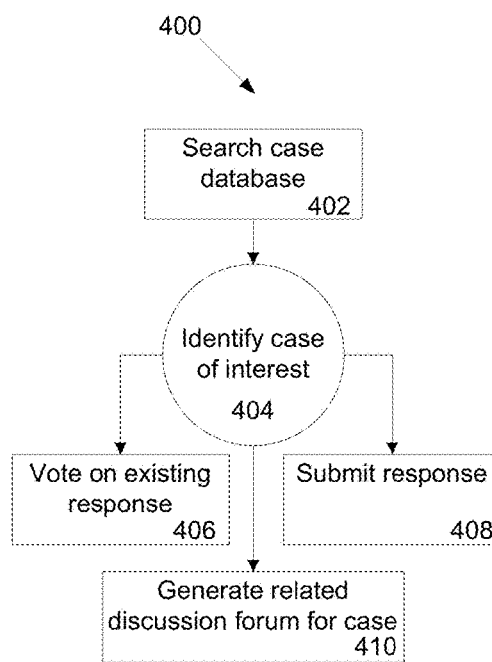 400
Search case
database
402
Identify case
of interest
404
Vote on existing
response
406
Submit response
408
Generate related
discussion forum for case
410